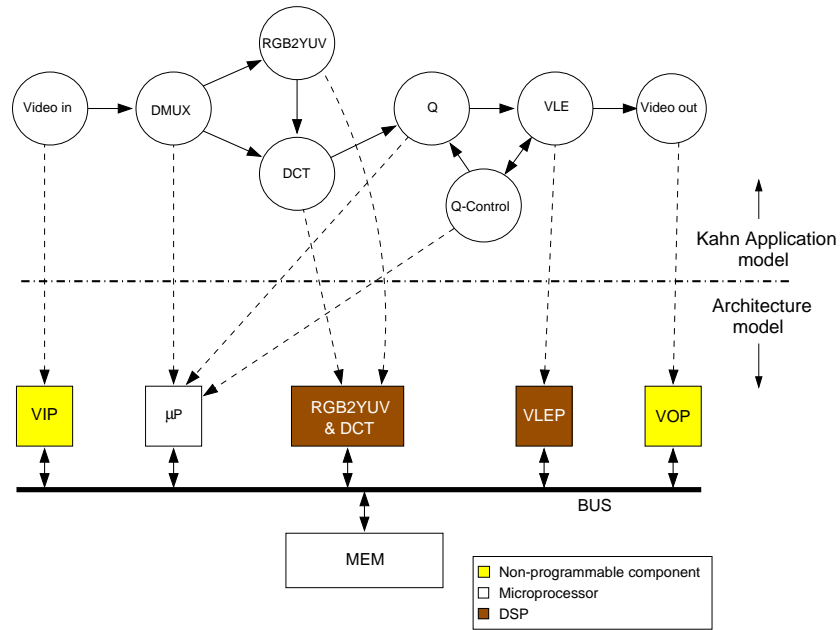 RGB2YUV
Video in
DMUX
Q
VLE
Video out
DCT
Q-Control
Kahn Application
model
Architecture
model
VIP
µP
RGB2YUV
& DCT
VLEP
VOP
BUS
MEM
Non-programmable component
Microprocessor
DSP